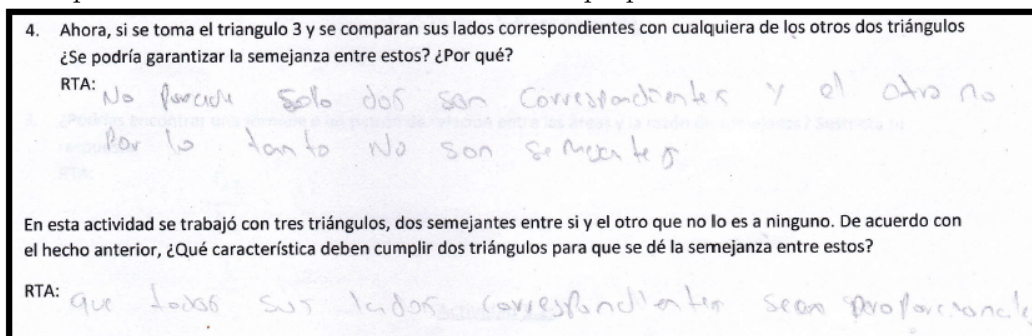 4. Ahora, si se toma el triangulo 3 y se comparan sus lados correspondientes con cualquiera de los otros dos triángulos
¿Se podría garantizar la semejanza entre estos? ¿Por qué?
RTA: No solo dos son correspondientes y el otro no
Por lo tanto No son
En esta actividad se trabajó con tres triángulos, dos semejantes entre si y el otro que no lo es a ninguno. De acuerdo con
el hecho anterior, ¿Qué característica deben cumplir dos triángulos para que se dé la semejanza entre estos?
RTA: que todos sus lados correspondientes sean